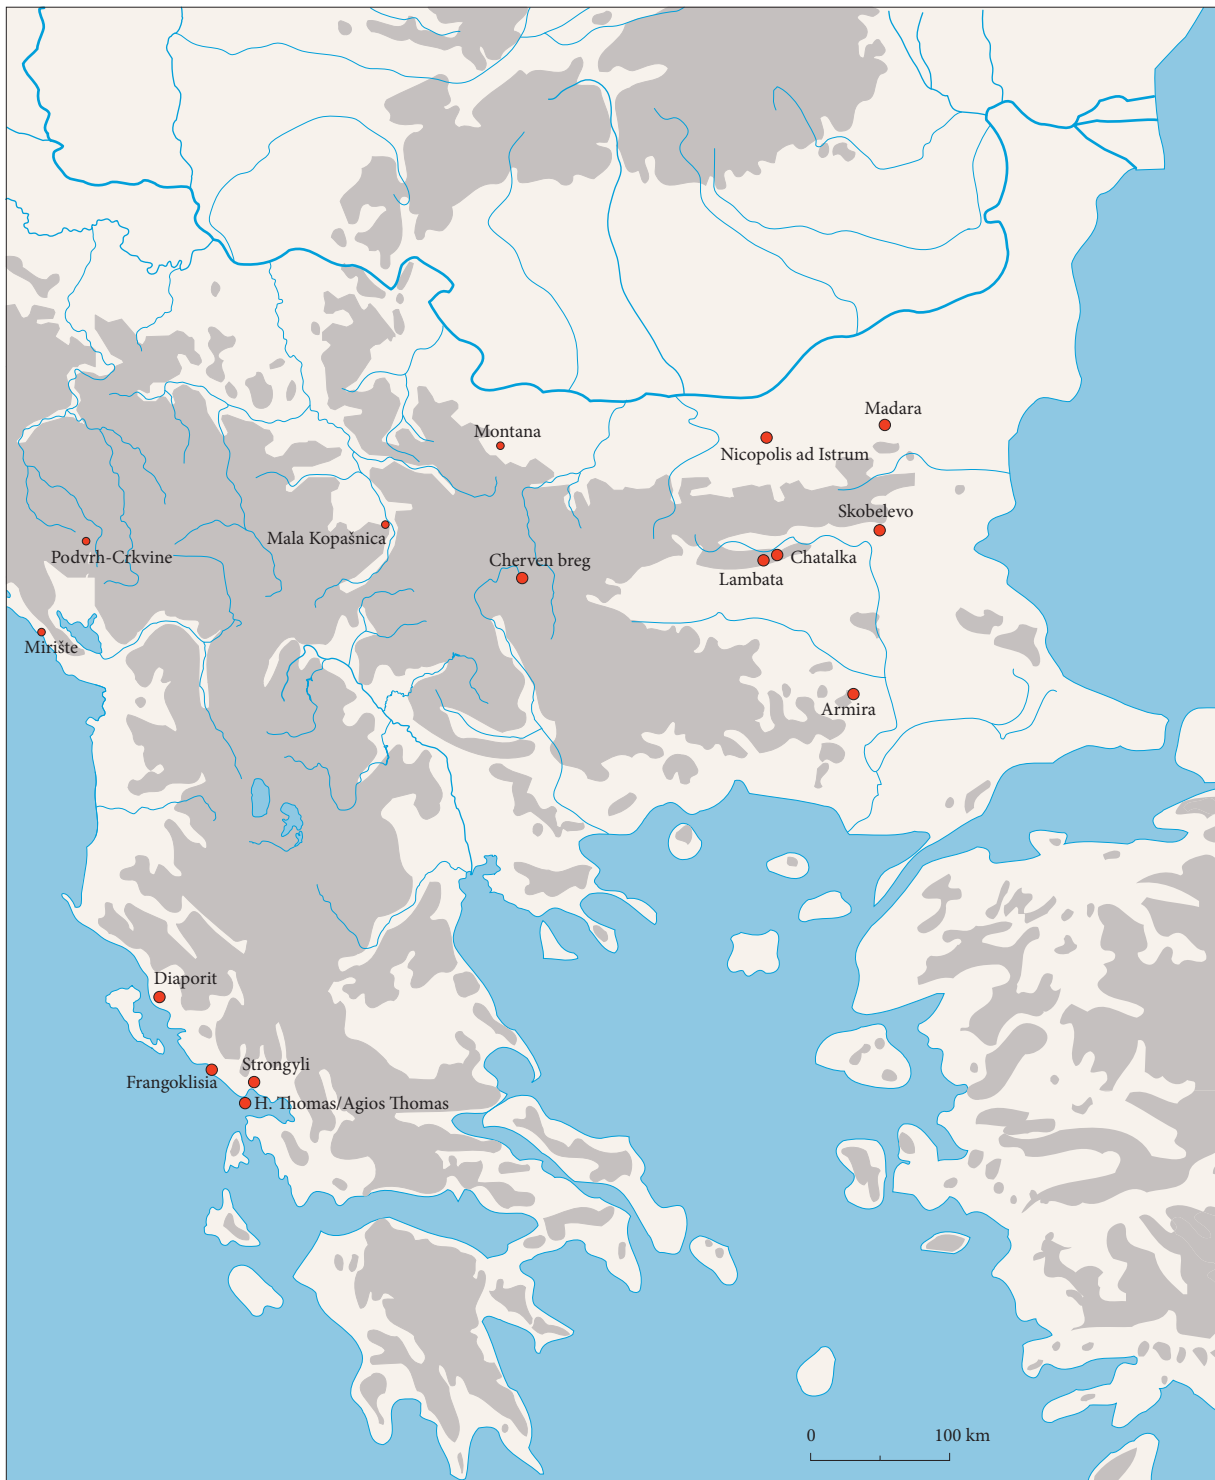 Madara
Montana
Nicopolis ad Istrum
Skobelevo
Mala Kopašnica
Podvrh-Crkvine
Cherven breg
Chatalka
Lambata
Mirište
Armira
Diaporit
Strongyli
Frangoklisia
H. Thomas/Agios Thomas
0 100 km